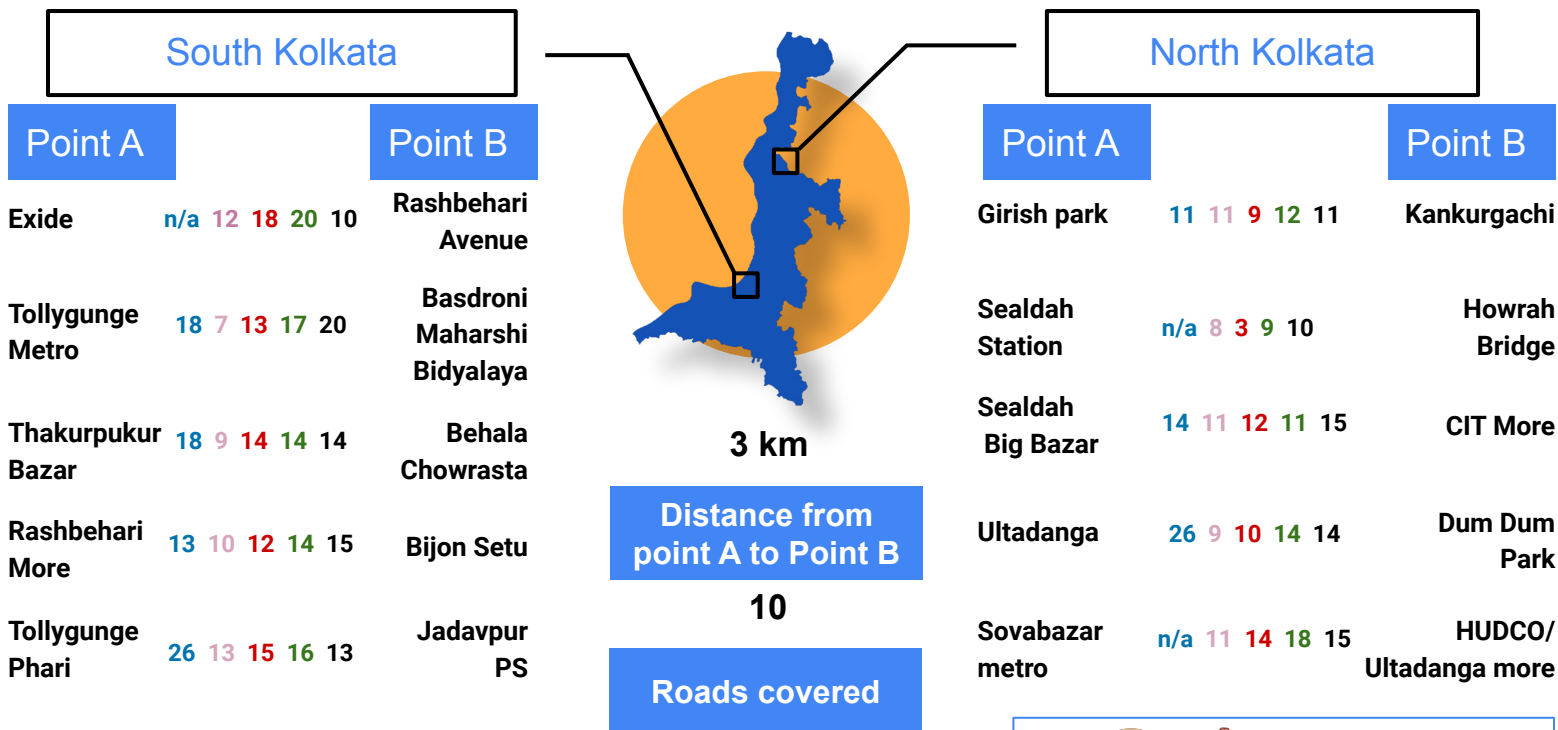 South Kolkata
Point A
Point B
Exide
n/a 12 18 20 10
Rashbehari
Avenue
Tollygunge
Metro
18 7 13 17 20
Basdroni
Maharshi
Bidyalaya
Thakurpukur
Bazar
18 9 14 14 14
Behala
Chowrasta
Rashbehari
More
13 10 12 14 15
Bijon Setu
Tollygunge
Phari
26 13 15 16 13
Jadavpur
PS
3 km
Distance from
point A to Point B
10
Roads covered
North Kolkata
Point A
Point B
Girish park
11 11 9 12 11
Kankurgachi
Sealdah
Station
n/a 8 3 9 10
Howrah
Bridge
Sealdah
Big Bazar
14 11 12 11 15
CIT More
Ultadanga
26 9 10 14 14
Dum Dum
Park
Sovabazar
metro
n/a 11 14 18 15
HUDCO/
Ultadanga more